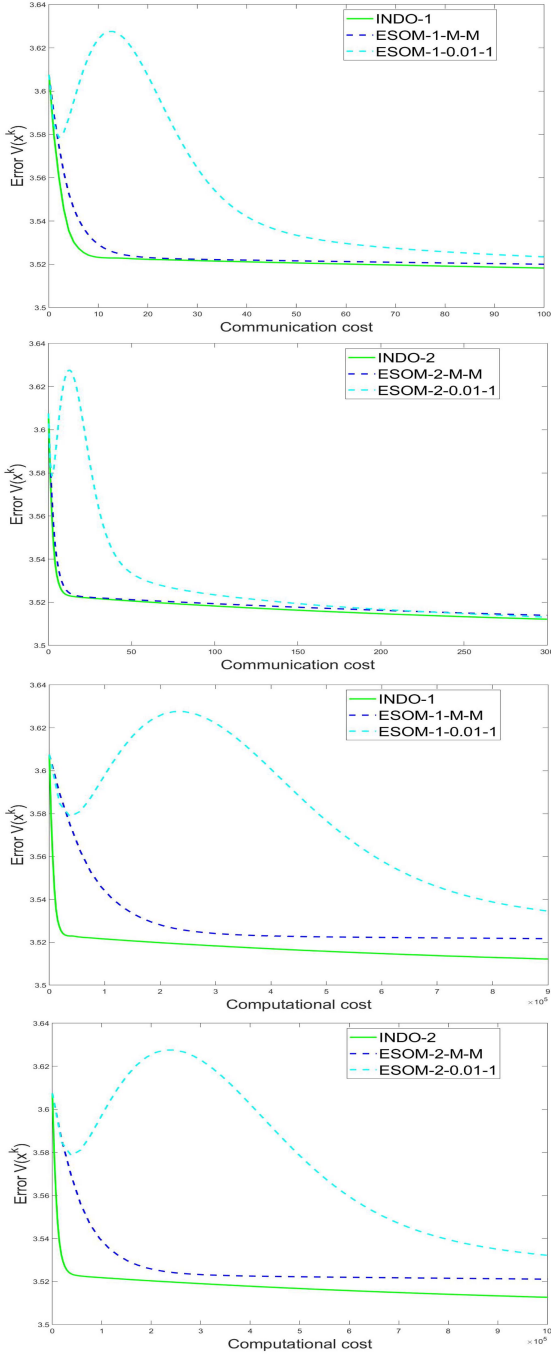 3.64
3.62
3.6
3.58
3.56
3.54
3.52
3.5
Error V(x^k)
INDO-1
ESOM-1-M-M
ESOM-1-0.01-1
0 10 20 30 40 50 60 70 80 90 100
Communication cost
3.64
3.62
3.6
3.58
3.56
3.54
3.52
3.5
Error V(x^k)
INDO-2
ESOM-2-M-M
ESOM-2-0.01-1
0 50 100 150 200 250 300
Communication cost
3.64
3.62
3.6
3.58
3.56
3.54
3.52
3.5
Error V(x^k)
INDO-1
ESOM-1-M-M
ESOM-1-0.01-1
0 1 2 3 4 5 6 7 8 9
Computational cost
×10^5
3.64
3.62
3.6
3.58
3.56
3.54
3.52
3.5
Error V(x^k)
INDO-2
ESOM-2-M-M
ESOM-2-0.01-1
0 1 2 3 4 5 6 7 8 9 10
Computational cost
×10^5